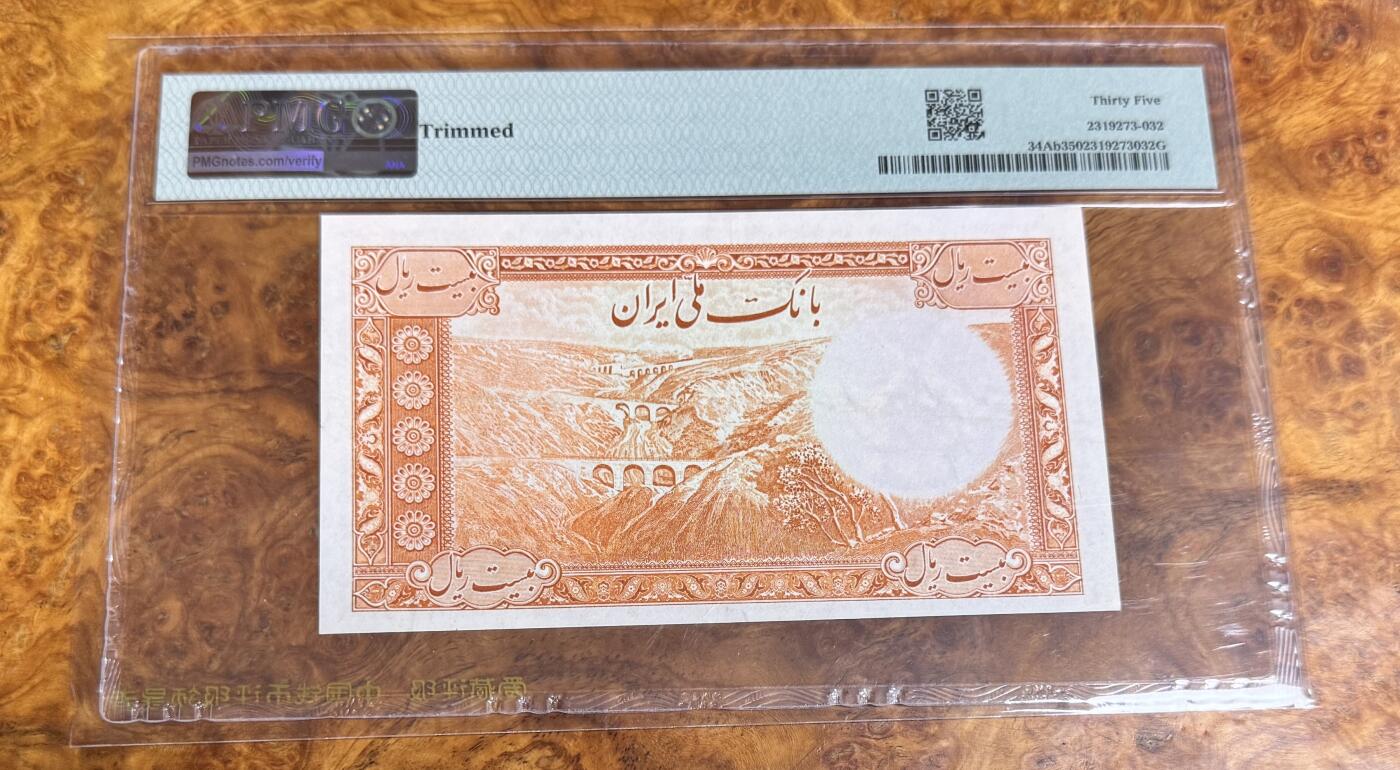 PMG
PMGnotes.com/verify
Trimmed
Thirty Five
2319273-032
34Ab3502319273032G
بیست ریال
بیست ریال
بانک ملّی ایران
بیست ریال
بیست ریال